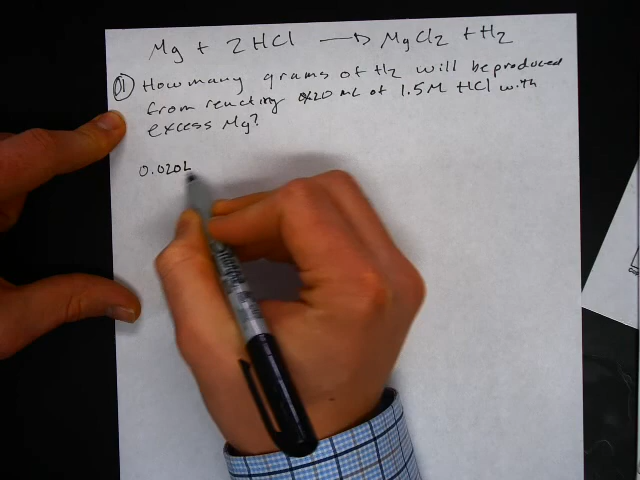 Mg + 2HCl → MgCl2 + H2
01 How many grams of H2 will be produced
from reacting 20 mL of 1.5M HCl with
excess Mg?
0.020L